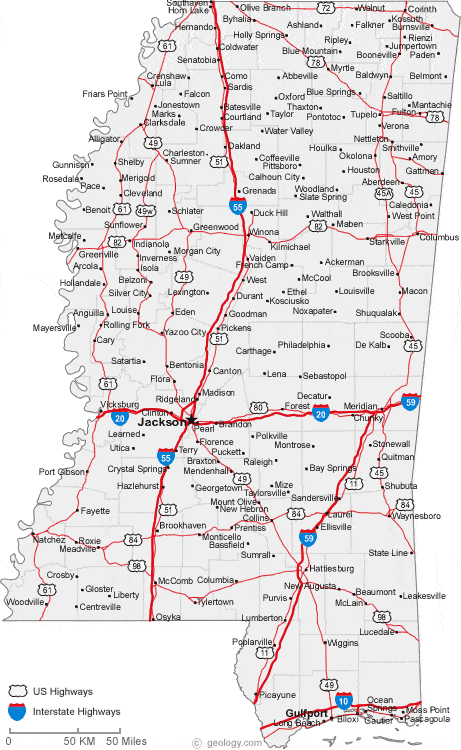 Southaven
Horn Lake
Olive Branch
72
Walnut
Corinth
Byhalia
Ashland
Falkner
Kossuth
Burnsville
Hernando
Holly Springs
Ripley
Rienzi
Jumpertown
61
Coldwater
Blue Mountain
Booneville
Paden
Senatobia
78
Myrtle
Crenshaw
Como
Abbeville
Baldwyn
Belmont
Lula
Sardis
Blue Springs
Friars Point
Falcon
Oxford
Saltillo
Jonestown
Batesville
Thaxton
Mantachie
Marks
Courtland
Taylor
Pontotoc
Tupelo
Fulton
78
Clarksdale
Crowder
Water Valley
Verona
Alligator
49
Oakland
Nettleton
Smithville
Charleston
Houlka
Gunnison
Shelby
Sumner
51
Coffeeville
Okolona
Amory
Pittsboro
Rosedale
Merigold
Calhoun City
Houston
Gattman
Pace
Cleveland
Grenada
Woodland
Aberdeen
Slate Spring
45A
45
Benoit
61
49w
Schlater
55
Duck Hill
Walthall
Caledonia
West Point
Sunflower
Greenwood
82
Maben
Metcalfe
82
Indianola
Winona
Starkville
Columbus
Greenville
Morgan City
Kilmichael
Inverness
Vaiden
Arcola
Isola
49
French Camp
Ackerman
Hollandale
Belzoni
West
McCool
Brooksville
Silver City
Lexington
Durant
Ethel
Louisville
Macon
Kosciusko
Anguilla
Louise
Eden
Goodman
Noxapater
Shuqualak
Mayersville
Rolling Fork
Yazoo City
Pickens
Scooba
Cary
51
Philadelphia
De Kalb
45
Satartia
Carthage
Bentonia
Canton
Lena
Sebastopol
Flora
61
Madison
Decatur
Ridgeland
Vicksburg
Clinton
80
Forest
20
Meridian
59
20
Jackson
Pearl
Brandon
Chunky
Learned
Florence
Polkville
Stonewall
Utica
Terry
Puckett
Montrose
Quitman
55
Braxton
Raleigh
Bay Springs
Port Gibson
Crystal Springs
Mendenhall
45
Hazlehurst
49
Mize
11
Shubuta
Georgetown
Taylorsville
Sandersville
Mount Olive
84
51
New Hebron
84
Laurel
Waynesboro
Fayette
Collins
Brookhaven
Prentiss
Ellisville
Natchez
Roxie
84
Monticello
59
Meadville
Bassfield
State Line
Sumrall
98
Hattiesburg
Crosby
McComb
Columbia
61
Gloster
New Augusta
Beaumont
Liberty
Purvis
Leakesville
Woodville
Centreville
Tylertown
McLain
98
Osyka
Lumberton
Lucedale
Poplarville
Wiggins
11
49
Picayune
10
Ocean
Springs
Moss Point
Gulfport
Biloxi
Gautier
Pascagoula
Long Beach
US Highways
Interstate Highways
0
50 KM
50 Miles
© geology.com